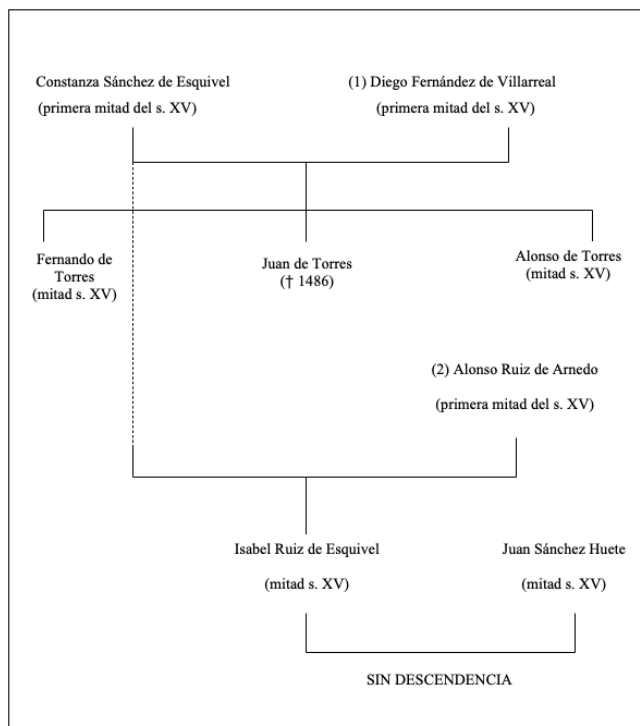 Constanza Sánchez de Esquivel
(1) Diego Fernández de Villarreal
(primera mitad del s. XV)
(primera mitad del s. XV)
Fernando de
Torres
(mitad s. XV)
Juan de Torres
(† 1486)
Alonso de Torres
(mitad s. XV)
(2) Alonso Ruiz de Arnedo
(primera mitad del s. XV)
Isabel Ruiz de Esquivel
Juan Sánchez Huete
(mitad s. XV)
(mitad s. XV)
SIN DESCENDENCIA